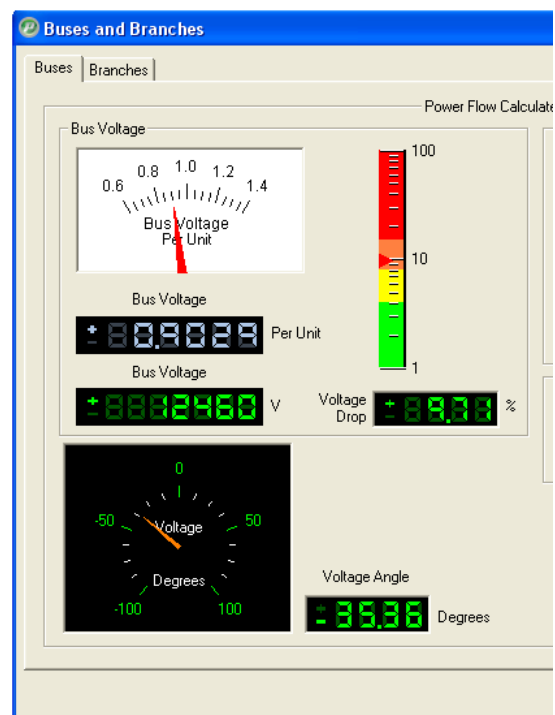 Buses and Branches
Buses Branches
Power Flow Calculate
Bus Voltage
0.6 0.8 1.0 1.2 1.4
Bus Voltage
Per Unit
100
10
1
Bus Voltage
+ 0.9029 Per Unit
Bus Voltage
+ 12460 V
Voltage
Drop
+ 9.71 %
0
-50 50
Voltage
Degrees
-100 100
Voltage Angle
- 35.36 Degrees